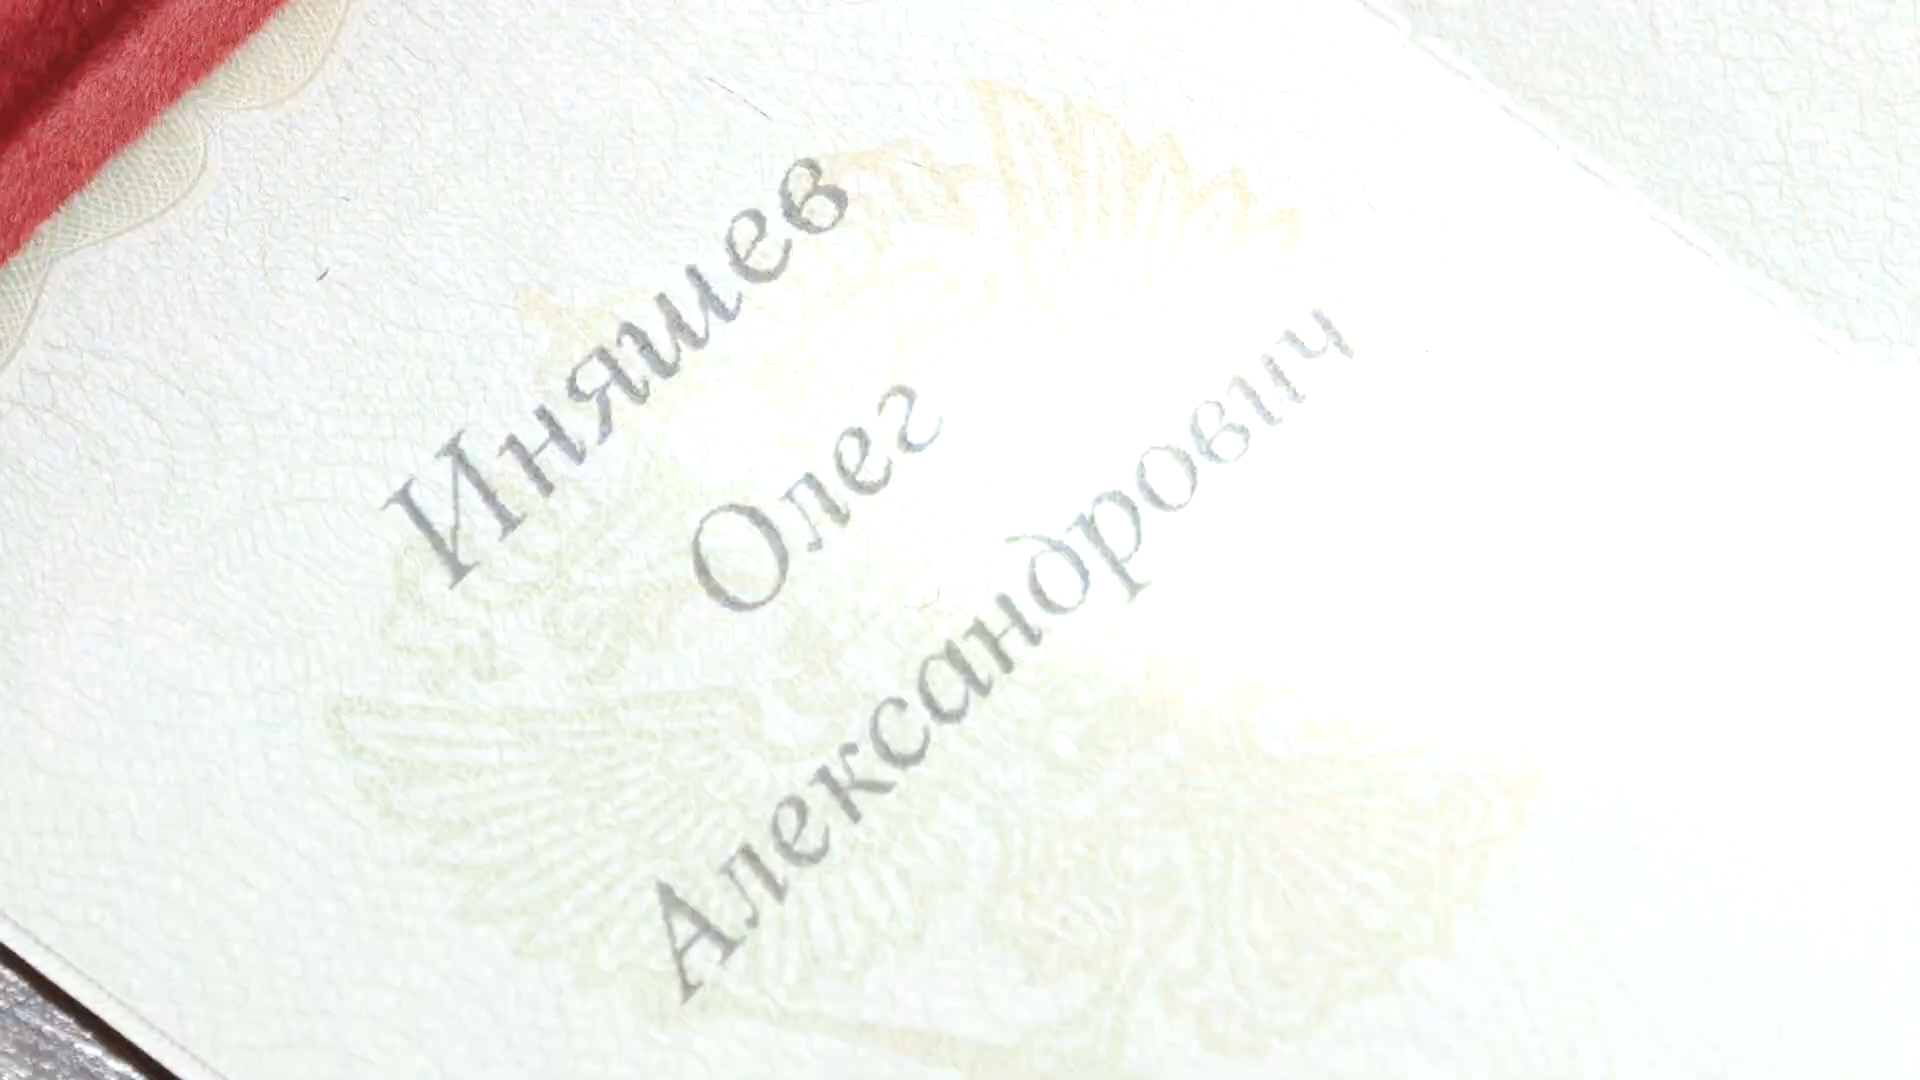 Иняшев
Олег
Александрович